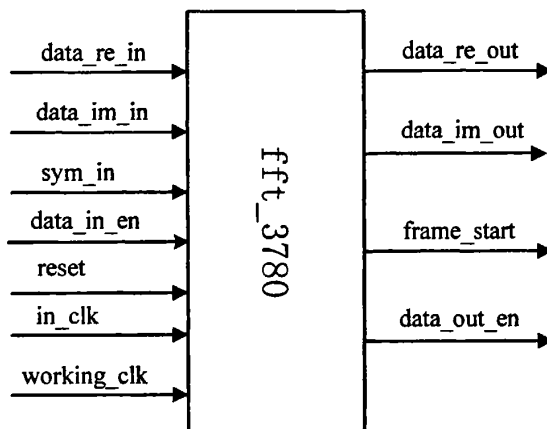 data_re_in
data_im_in
sym_in
data_in_en
reset
in_clk
working_clk
fft_3780
data_re_out
data_im_out
frame_start
data_out_en